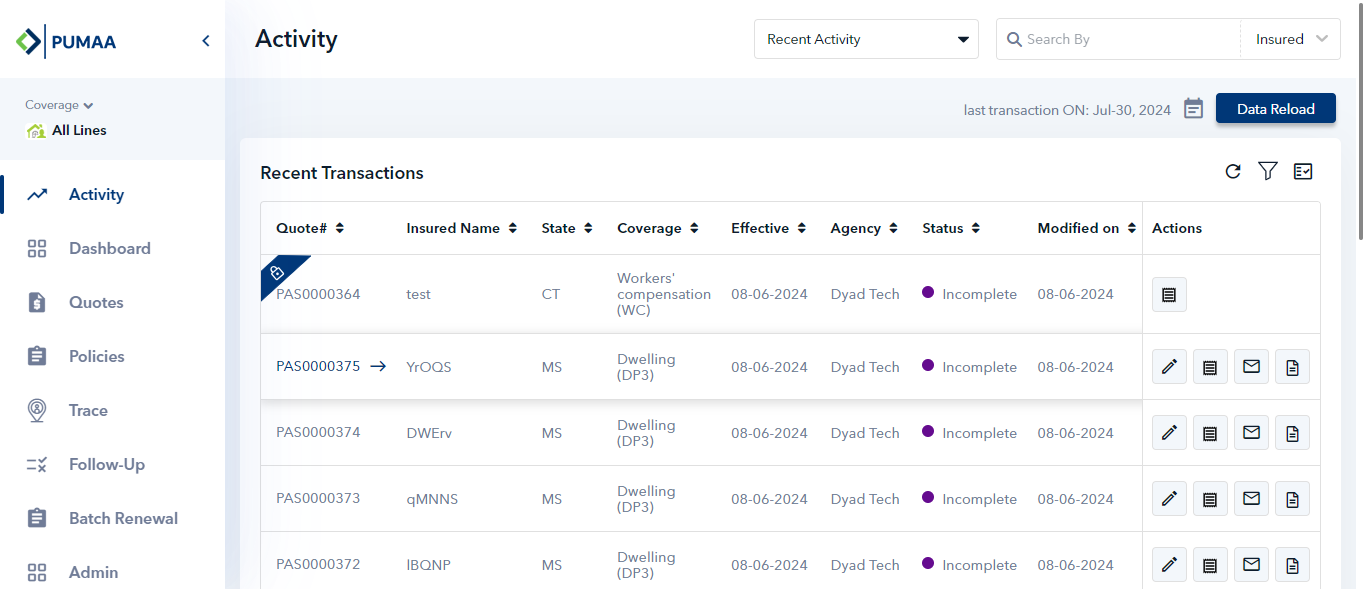 PUMAA
Activity
Recent Activity
Search By
Insured
Coverage
All Lines
last transaction ON: Jul-30, 2024
Data Reload
Activity
Dashboard
Quotes
Policies
Trace
Follow-Up
Batch Renewal
Admin
Recent Transactions
Quote# Insured Name State Coverage Effective Agency Status Modified on Actions
PAS0000364 test CT Workers' compensation (WC) 08-06-2024 Dyad Tech Incomplete 08-06-2024
PAS0000375 YrOQS MS Dwelling (DP3) 08-06-2024 Dyad Tech Incomplete 08-06-2024
PAS0000374 DWErv MS Dwelling (DP3) 08-06-2024 Dyad Tech Incomplete 08-06-2024
PAS0000373 qMNNS MS Dwelling (DP3) 08-06-2024 Dyad Tech Incomplete 08-06-2024
PAS0000372 lBQNP MS Dwelling (DP3) 08-06-2024 Dyad Tech Incomplete 08-06-2024